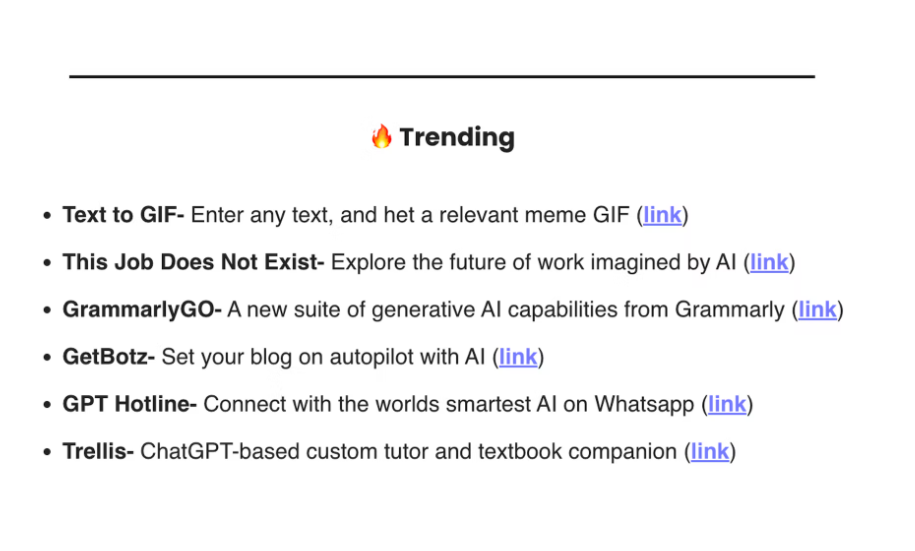 🔥 Trending
• Text to GIF- Enter any text, and het a relevant meme GIF (link)
• This Job Does Not Exist- Explore the future of work imagined by AI (link)
• GrammarlyGO- A new suite of generative AI capabilities from Grammarly (link)
• GetBotz- Set your blog on autopilot with AI (link)
• GPT Hotline- Connect with the worlds smartest AI on Whatsapp (link)
• Trellis- ChatGPT-based custom tutor and textbook companion (link)